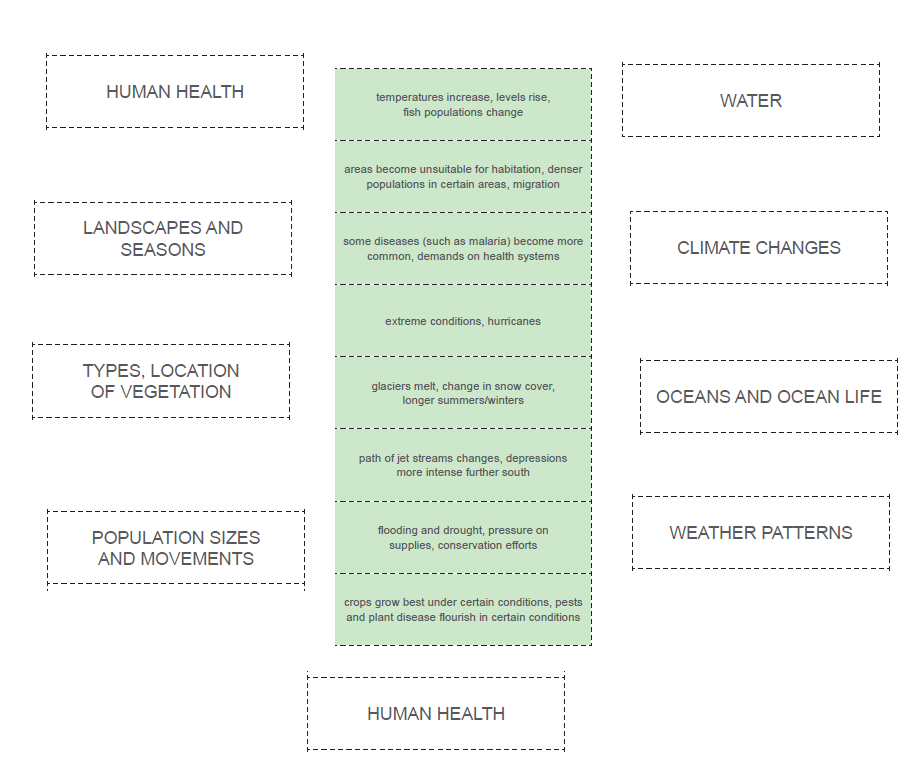 HUMAN HEALTH
LANDSCAPES AND
SEASONS
TYPES, LOCATION
OF VEGETATION
POPULATION SIZES
AND MOVEMENTS
temperatures increase, levels rise,
fish populations change
areas become unsuitable for habitation, denser
populations in certain areas, migration
some diseases (such as malaria) become more
common, demands on health systems
extreme conditions, hurricanes
glaciers melt, change in snow cover,
longer summers/winters
path of jet streams changes, depressions
more intense further south
flooding and drought, pressure on
supplies, conservation efforts
crops grow best under certain conditions, pests
and plant disease flourish in certain conditions
WATER
CLIMATE CHANGES
OCEANS AND OCEAN LIFE
WEATHER PATTERNS
HUMAN HEALTH